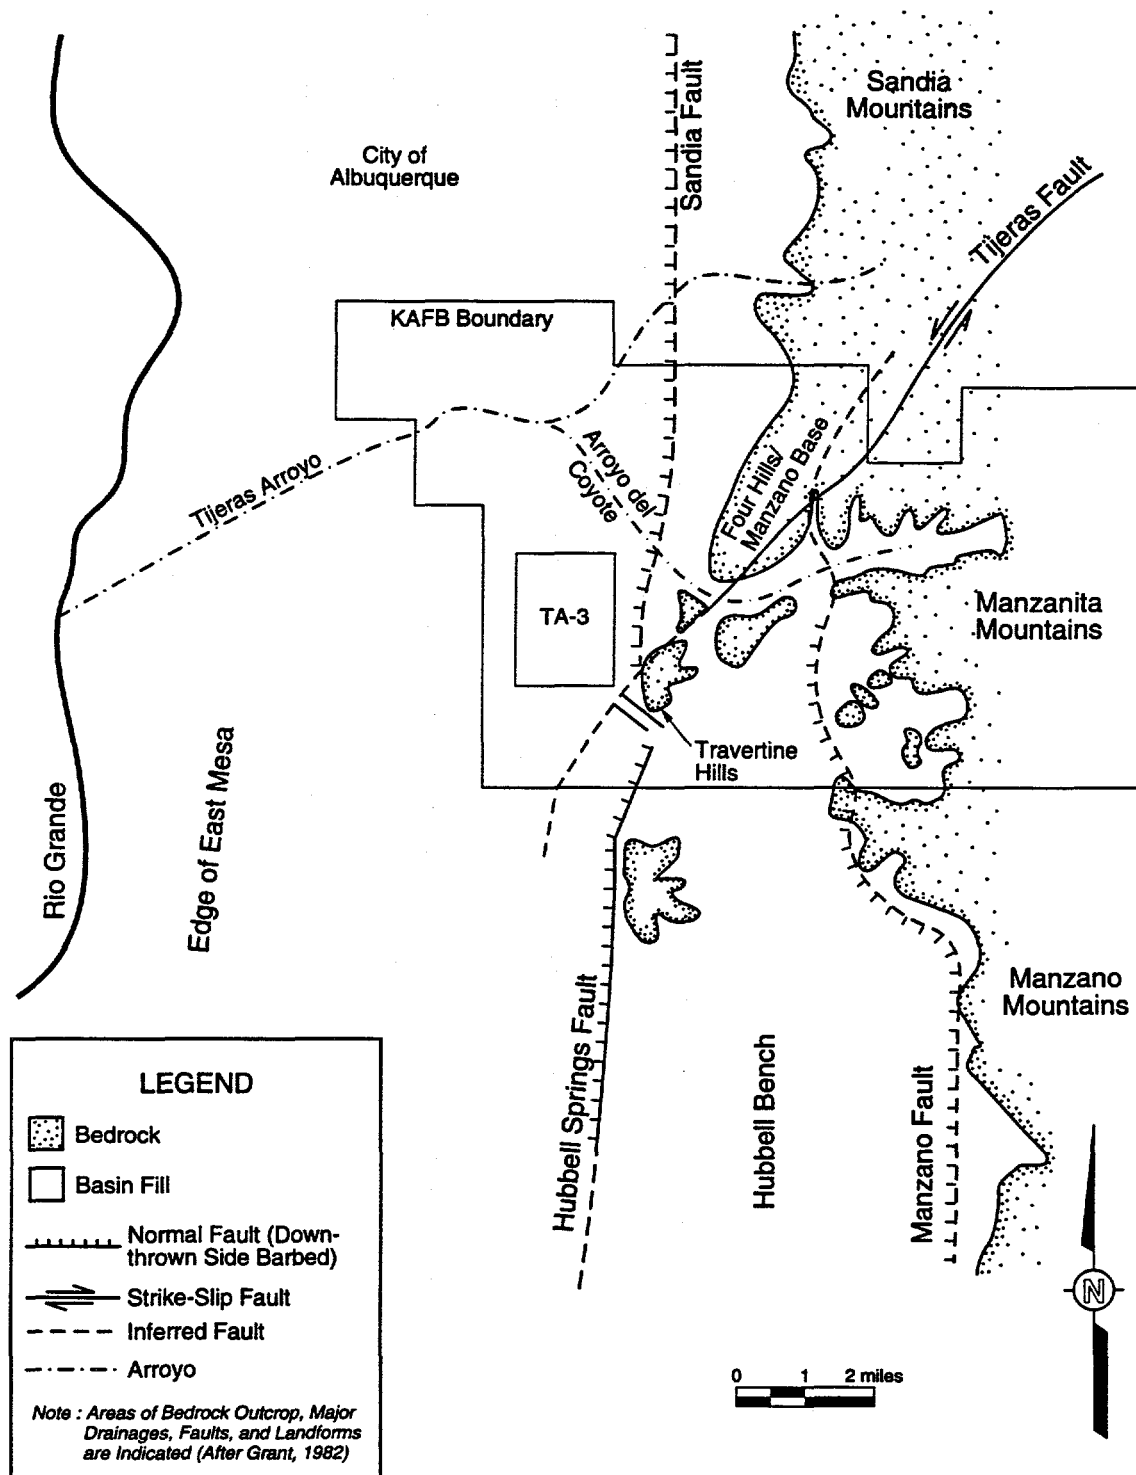 Sandia
Mountains
Sandia Fault
City of
Albuquerque
Tijeras Fault
KAFB Boundary
Arroyo del
Coyote
Four Hills/
Manzano Base
Tijeras Arroyo
TA-3
Manzanita
Mountains
Travertine
Hills
Rio Grande
Edge of East Mesa
Manzano
Mountains
Hubbell Springs Fault
Hubbell Bench
Manzano Fault
LEGEND
Bedrock
Basin Fill
Normal Fault (Down-
thrown Side Barbed)
Strike-Slip Fault
Inferred Fault
Arroyo
Note : Areas of Bedrock Outcrop, Major
Drainages, Faults, and Landforms
are Indicated (After Grant, 1982)
N
0 1 2 miles